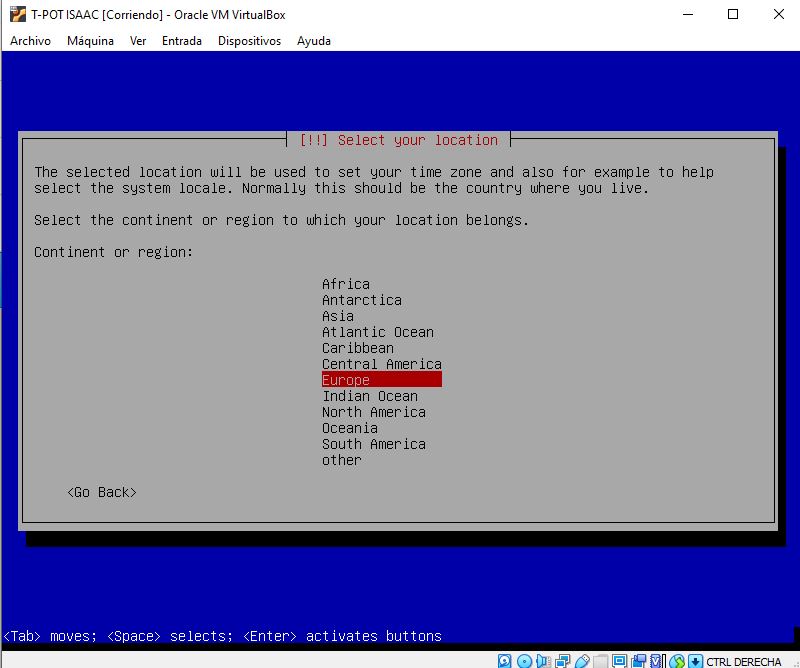 T-POT ISAAC [Corriendo] - Oracle VM VirtualBox
Archivo Máquina Ver Entrada Dispositivos Ayuda
[!!] Select your location
The selected location will be used to set your time zone and also for example to help
select the system locale. Normally this should be the country where you live.
Select the continent or region to which your location belongs.
Continent or region:
Africa
Antarctica
Asia
Atlantic Ocean
Caribbean
Central America
Europe
Indian Ocean
North America
Oceania
South America
other
<Go Back>
<Tab> moves; <Space> selects; <Enter> activates buttons
CTRL DERECHA